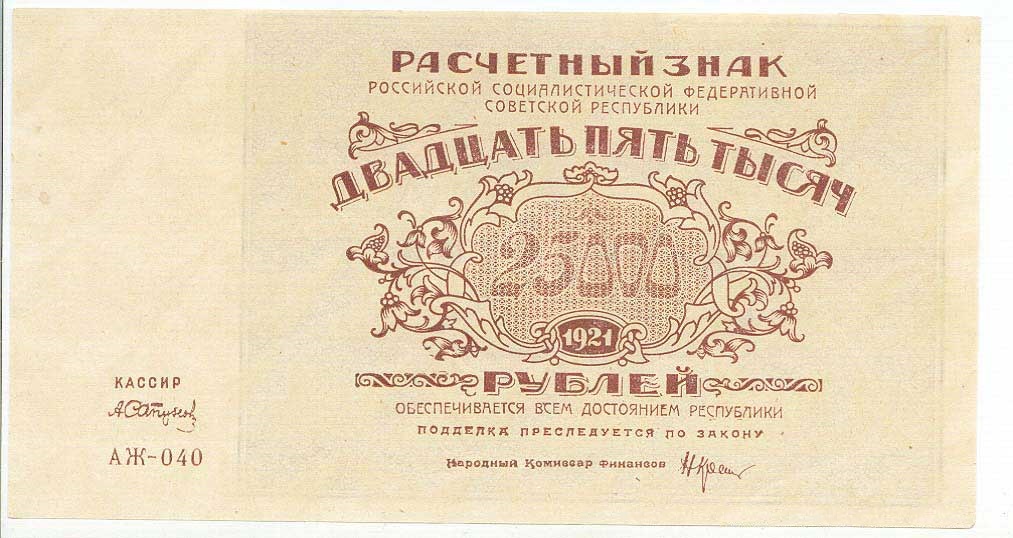 РАСЧЕТНЫЙ ЗНАК
РОССИЙСКОЙ СОЦИАЛИСТИЧЕСКОЙ ФЕДЕРАТИВНОЙ
СОВЕТСКОЙ РЕСПУБЛИКИ
ДВАДЦАТЬ ПЯТЬ ТЫСЯЧ
25000
1921
РУБЛЕЙ
ОБЕСПЕЧИВАЕТСЯ ВСЕМ ДОСТОЯНИЕМ РЕСПУБЛИКИ
ПОДДЕЛКА ПРЕСЛЕДУЕТСЯ ПО ЗАКОНУ
Народный Комиссар Финансов
КАССИР
АЖ-040